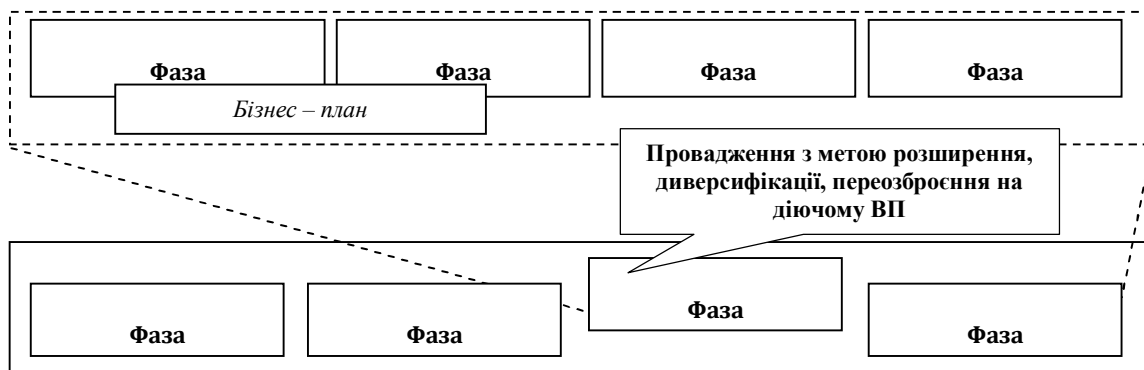 Фаза
Фаза
Фаза
Фаза
Бізнес – план
Провадження з метою розширення,
диверсифікації, переозброєння на
діючому ВП
Фаза
Фаза
Фаза
Фаза